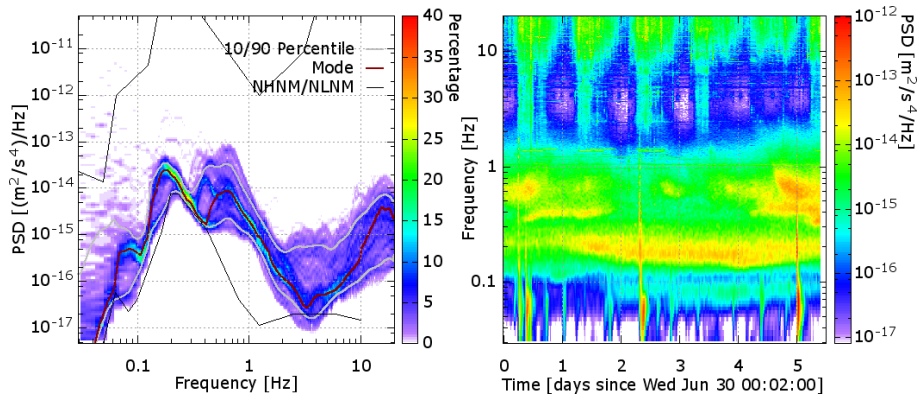 10/90 Percentile
Mode
NHNM/NLNM
PSD [(m²/s⁴)/Hz]
10⁻¹¹
10⁻¹²
10⁻¹³
10⁻¹⁴
10⁻¹⁵
10⁻¹⁶
10⁻¹⁷
0.1 1 10
Frequency [Hz]
40
35
30
25
20
15
10
5
0
Percentage
Frequency [Hz]
10
1
0.1
0 1 2 3 4 5
Time [days since Wed Jun 30 00:02:00]
10⁻¹²
10⁻¹³
10⁻¹⁴
10⁻¹⁵
10⁻¹⁶
10⁻¹⁷
PSD [m²/s⁴/Hz]